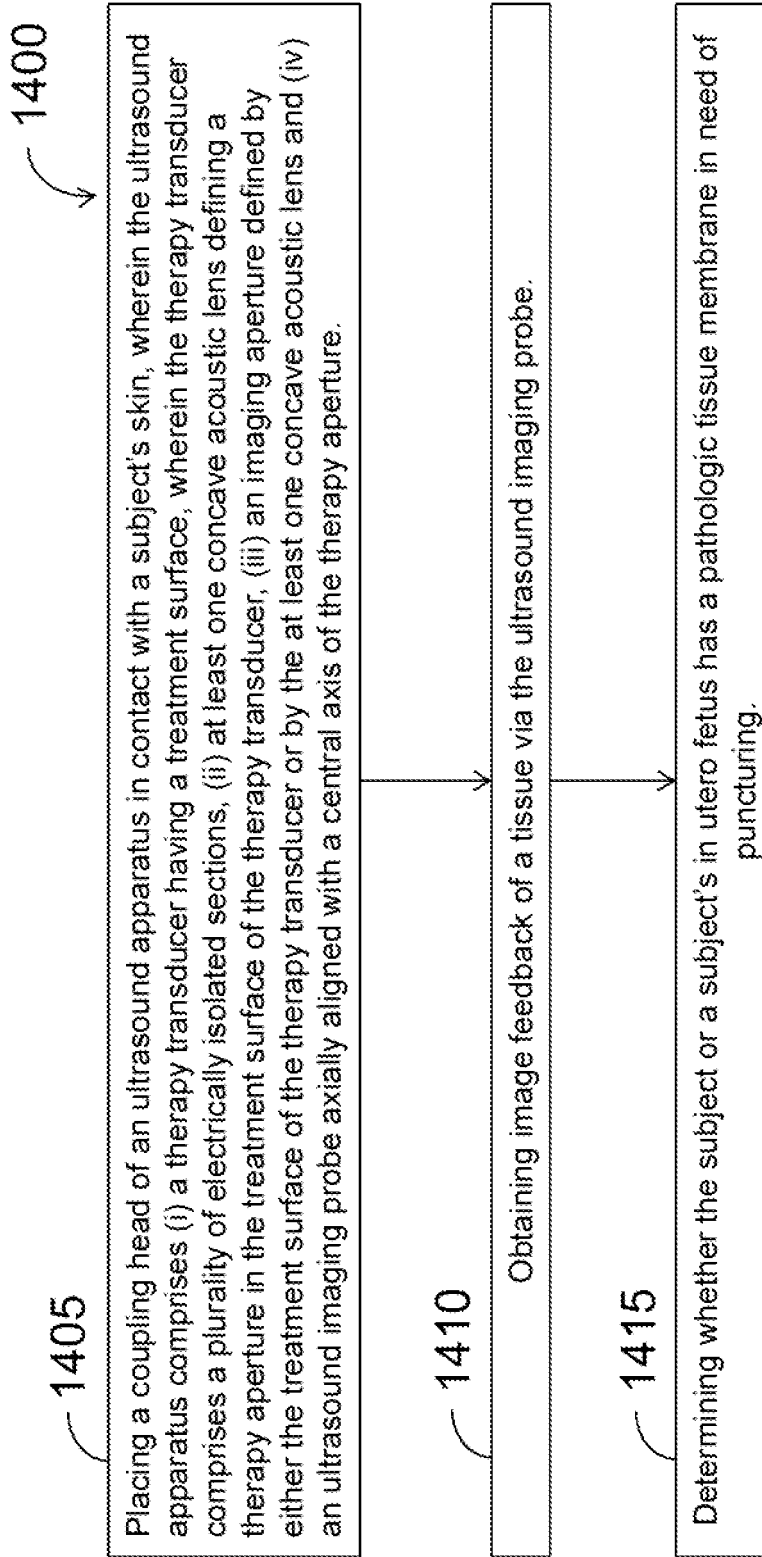 1400
1405
Placing a coupling head of an ultrasound apparatus in contact with a subject's skin, wherein the ultrasound
apparatus comprises (i) a therapy transducer having a treatment surface, wherein the therapy transducer
comprises a plurality of electrically isolated sections, (ii) at least one concave acoustic lens defining a
therapy aperture in the treatment surface of the therapy transducer, (iii) an imaging aperture defined by
either the treatment surface of the therapy transducer or by the at least one concave acoustic lens and (iv)
an ultrasound imaging probe axially aligned with a central axis of the therapy aperture.
1410
Obtaining image feedback of a tissue via the ultrasound imaging probe.
1415
Determining whether the subject or a subject's in utero fetus has a pathologic tissue membrane in need of
puncturing.